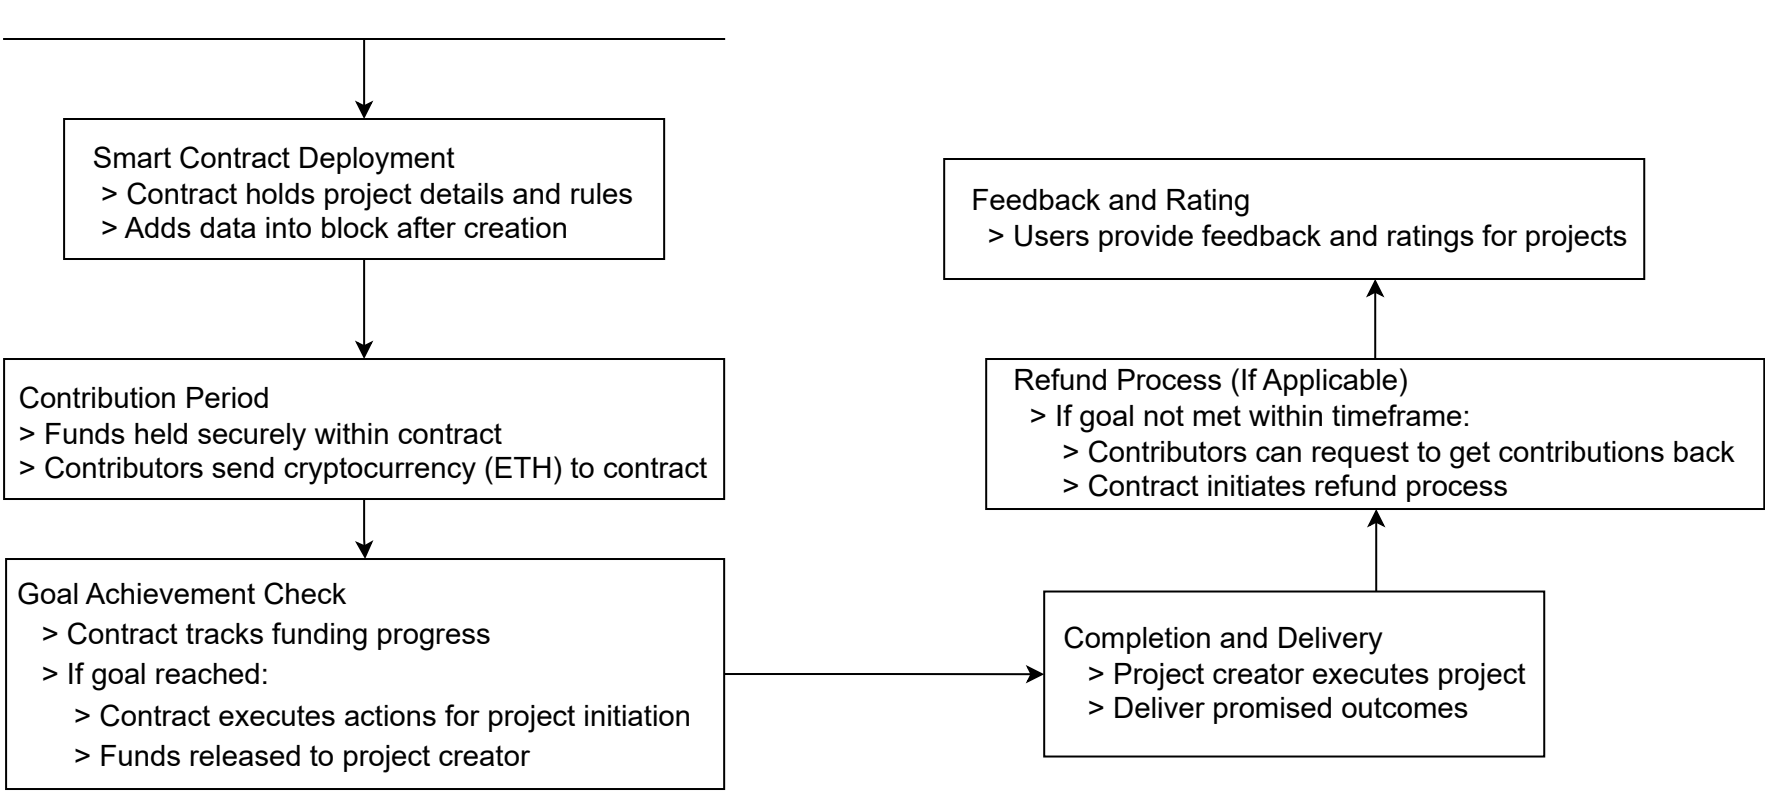 Smart Contract Deployment
> Contract holds project details and rules
> Adds data into block after creation
Contribution Period
> Funds held securely within contract
> Contributors send cryptocurrency (ETH) to contract
Goal Achievement Check
> Contract tracks funding progress
> If goal reached:
> Contract executes actions for project initiation
> Funds released to project creator
Completion and Delivery
> Project creator executes project
> Deliver promised outcomes
Refund Process (If Applicable)
> If goal not met within timeframe:
> Contributors can request to get contributions back
> Contract initiates refund process
Feedback and Rating
> Users provide feedback and ratings for projects